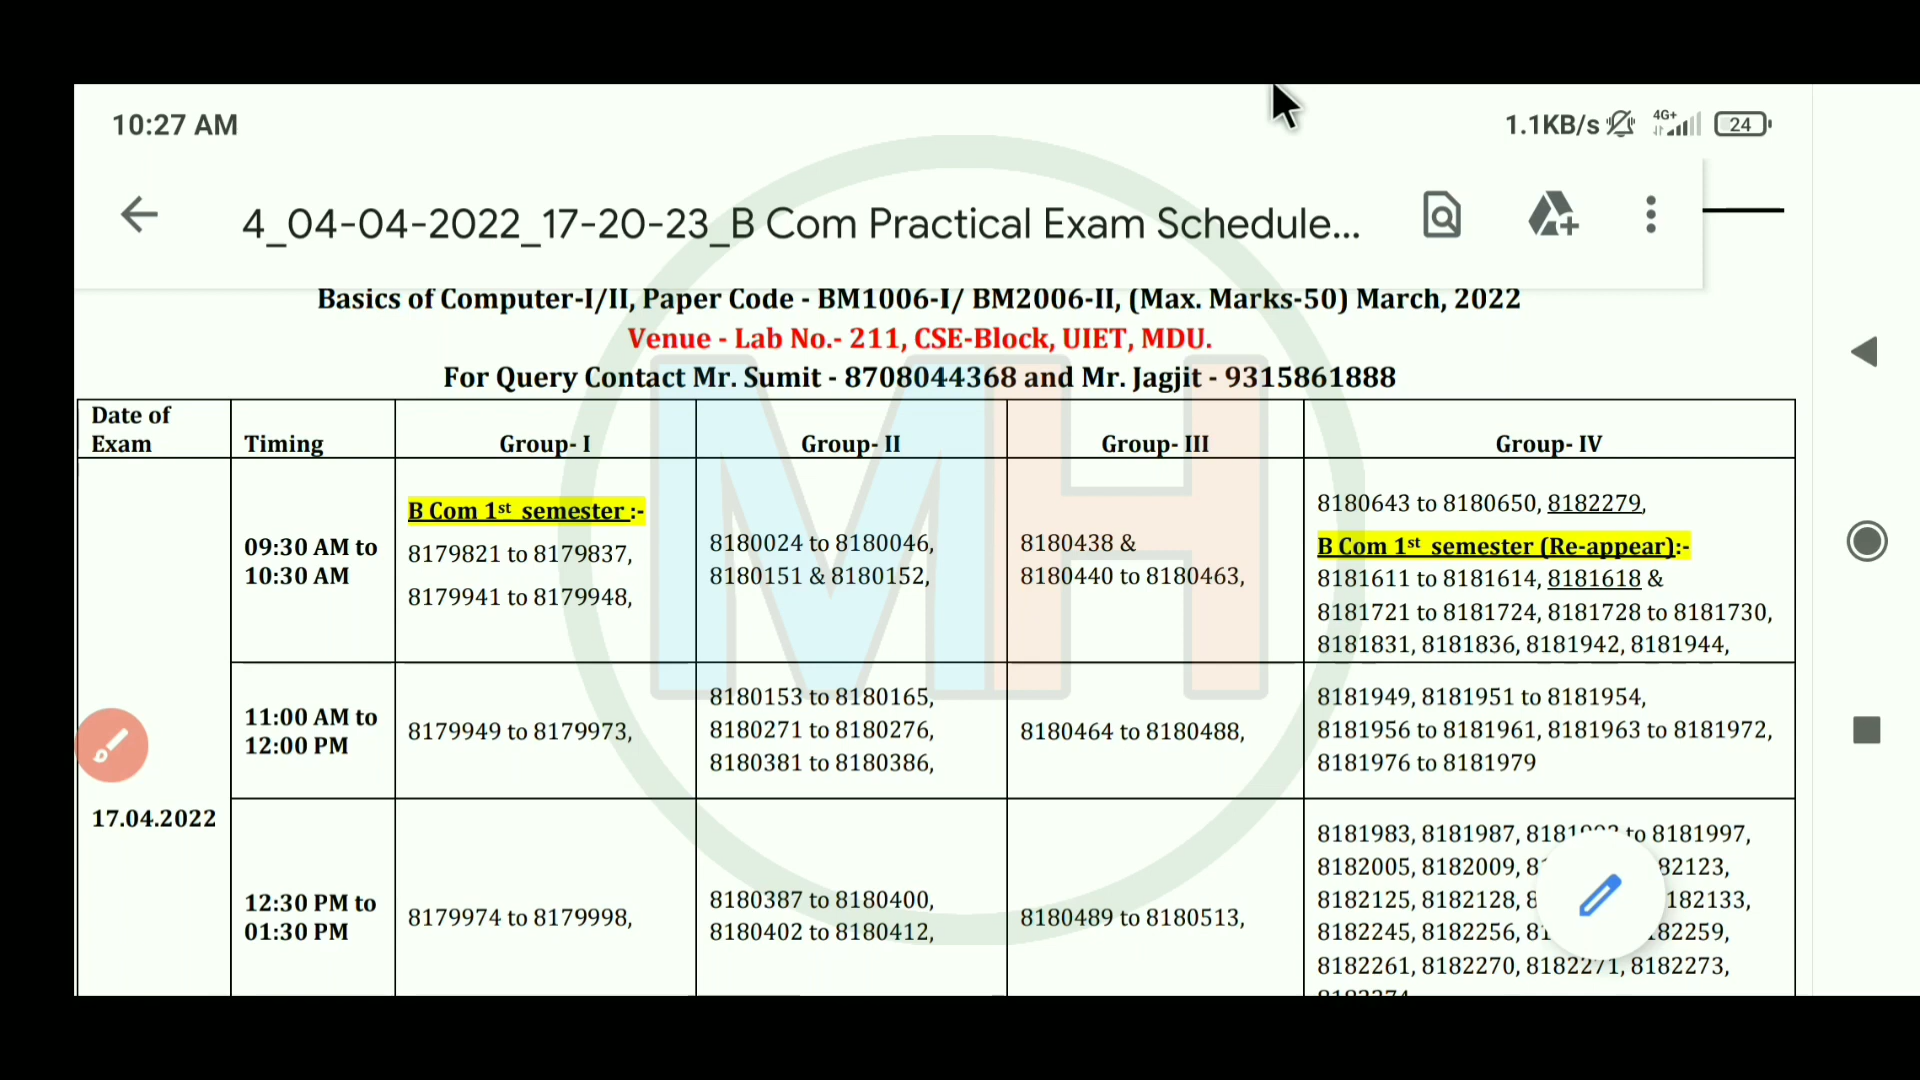 10:27 AM
1.1KB/s 4G+ 24
4_04-04-2022_17-20-23_B Com Practical Exam Schedule...
Basics of Computer-I/II, Paper Code - BM1006-I/ BM2006-II, (Max. Marks-50) March, 2022
Venue - Lab No.- 211, CSE-Block, UIET, MDU.
For Query Contact Mr. Sumit - 8708044368 and Mr. Jagjit - 9315861888
Date of
Exam
Timing
Group- I
Group- II
Group- III
Group- IV
17.04.2022
09:30 AM to
10:30 AM
B Com 1st semester :-
8179821 to 8179837,
8179941 to 8179948,
8180024 to 8180046,
8180151 & 8180152,
8180438 &
8180440 to 8180463,
8180643 to 8180650, 8182279,
B Com 1st semester (Re-appear):-
8181611 to 8181614, 8181618 &
8181721 to 8181724, 8181728 to 8181730,
8181831, 8181836, 8181942, 8181944,
11:00 AM to
12:00 PM
8179949 to 8179973,
8180153 to 8180165,
8180271 to 8180276,
8180381 to 8180386,
8180464 to 8180488,
8181949, 8181951 to 8181954,
8181956 to 8181961, 8181963 to 8181972,
8181976 to 8181979
12:30 PM to
01:30 PM
8179974 to 8179998,
8180387 to 8180400,
8180402 to 8180412,
8180489 to 8180513,
8181983, 8181987, to 8181997,
8182005, 8182009,
8182125, 8182128,
8182245, 8182256,
8182261, 8182270, 8182271, 8182273,
MH